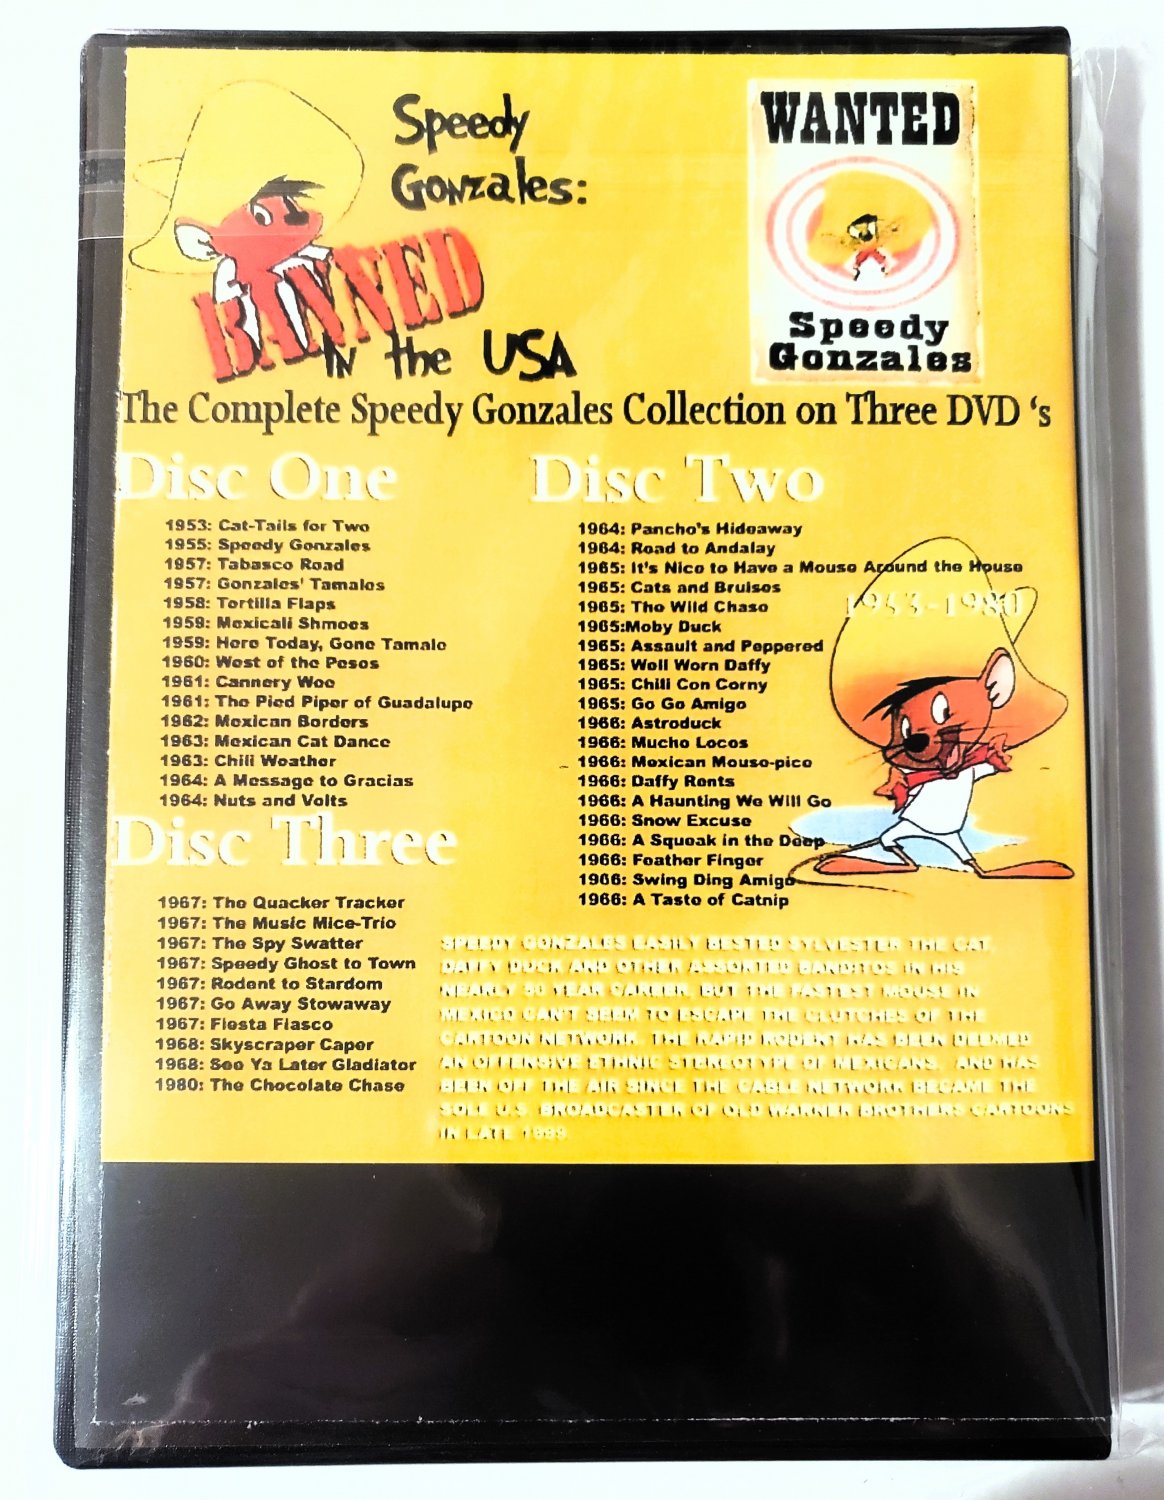 Speedy
Gonzales:
BANNED
IN the USA
WANTED
Speedy
Gonzales
The Complete Speedy Gonzales Collection on Three DVD 's
Disc One
1953: Cat-Tails for Two
1955: Speedy Gonzales
1957: Tabasco Road
1957: Gonzales' Tamales
1958: Tortilla Flaps
1959: Mexicali Shmoes
1959: Here Today, Gone Tamale
1960: West of the Pesos
1961: Cannery Woe
1961: The Pied Piper of Guadalupe
1962: Mexican Borders
1963: Mexican Cat Dance
1963: Chili Weather
1964: A Message to Gracias
1964: Nuts and Volts
Disc Two
1964: Pancho's Hideaway
1964: Road to Andalay
1965: It's Nice to Have a Mouse Around the House
1965: Cats and Bruises
1965: The Wild Chase
1965:Moby Duck
1965: Assault and Peppered
1965: Well Worn Daffy
1965: Chili Con Corny
1965: Go Go Amigo
1966: Astroduck
1966: Mucho Locos
1966: Mexican Mouse-pico
1966: Daffy Rents
1966: A Haunting We Will Go
1966: Snow Excuse
1966: A Squeak in the Deep
1966: Feather Finger
1966: Swing Ding Amigo
1966: A Taste of Catnip
1953-1980
Disc Three
1967: The Quacker Tracker
1967: The Music Mice-Trio
1967: The Spy Swatter
1967: Speedy Ghost to Town
1967: Rodent to Stardom
1967: Go Away Stowaway
1967: Fiesta Fiasco
1968: Skyscraper Caper
1968: See Ya Later Gladiator
1980: The Chocolate Chase
SPEEDY GONZALES EASILY BESTED SYLVESTER THE CAT,
DAFFY DUCK AND OTHER ASSORTED BANDITOS IN HIS
NEARLY 50 YEAR CAREER, BUT THE FASTEST MOUSE IN
MEXICO CAN'T SEEM TO ESCAPE THE CLUTCHES OF THE
CARTOON NETWORK. THE RAPID RODENT HAS BEEN DEEMED
AN OFFENSIVE ETHNIC STEREOTYPE OF MEXICANS, AND HAS
BEEN OFF THE AIR SINCE THE CABLE NETWORK BECAME THE
SOLE U.S. BROADCASTER OF OLD WARNER BROTHERS CARTOONS
IN LATE 1999.